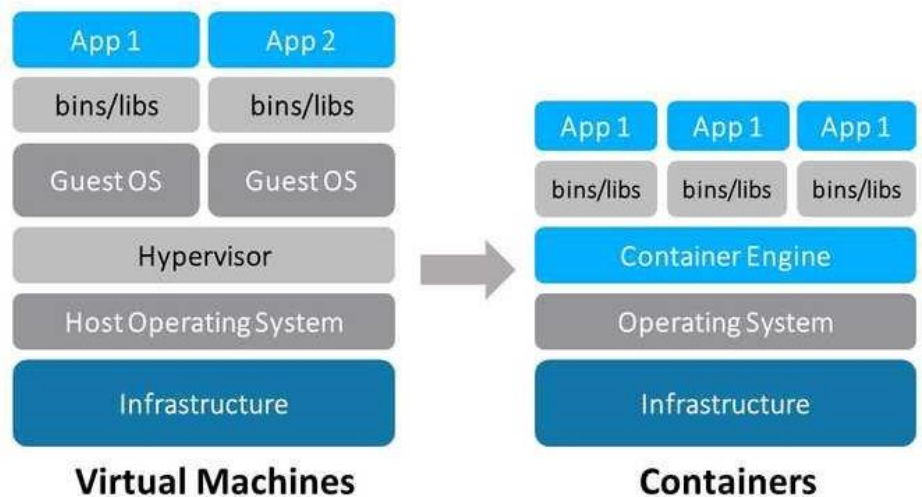 App 1
App 2
bins/libs
bins/libs
Guest OS
Guest OS
Hypervisor
Host Operating System
Infrastructure
Virtual Machines
App 1
App 1
App 1
bins/libs
bins/libs
bins/libs
Container Engine
Operating System
Infrastructure
Containers